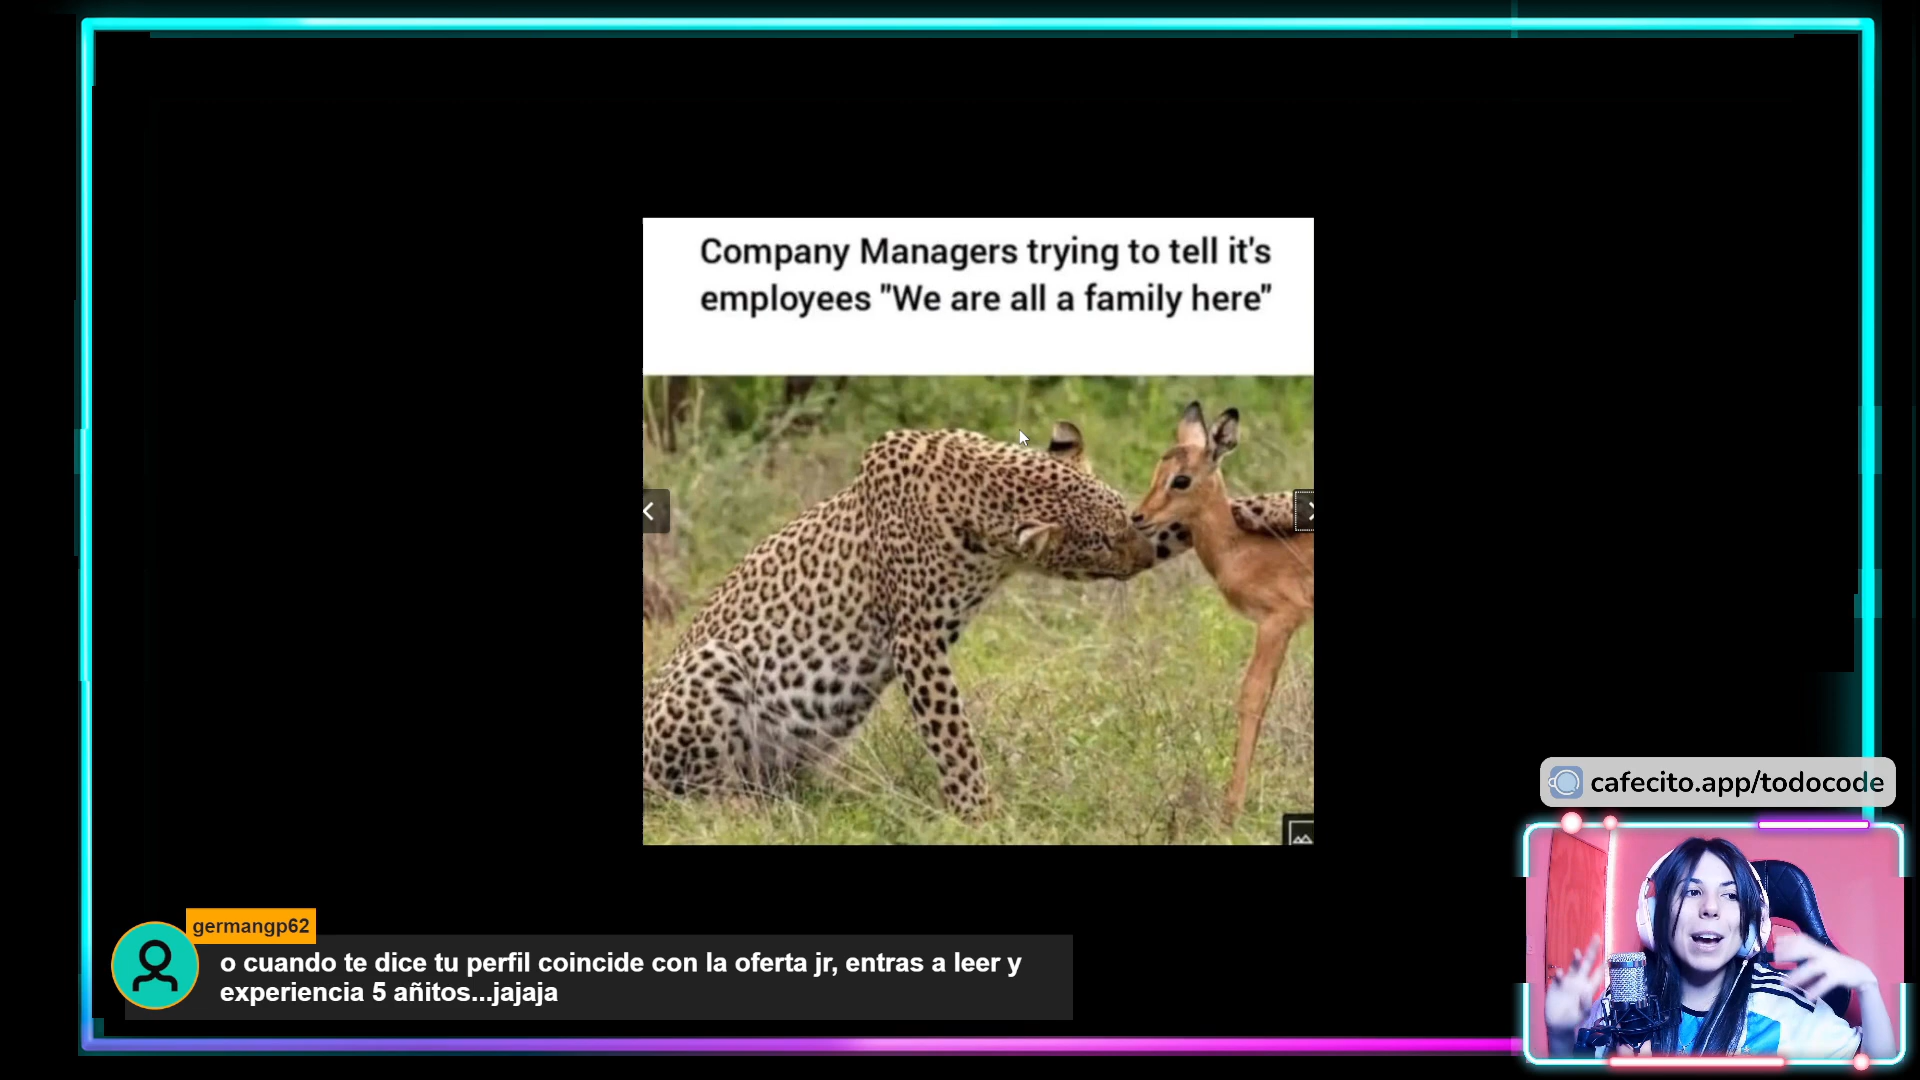 Company Managers trying to tell it's
employees "We are all a family here"
cafecito.app/todocode
germangp62
o cuando te dice tu perfil coincide con la oferta jr, entras a leer y
experiencia 5 añitos...jajaja